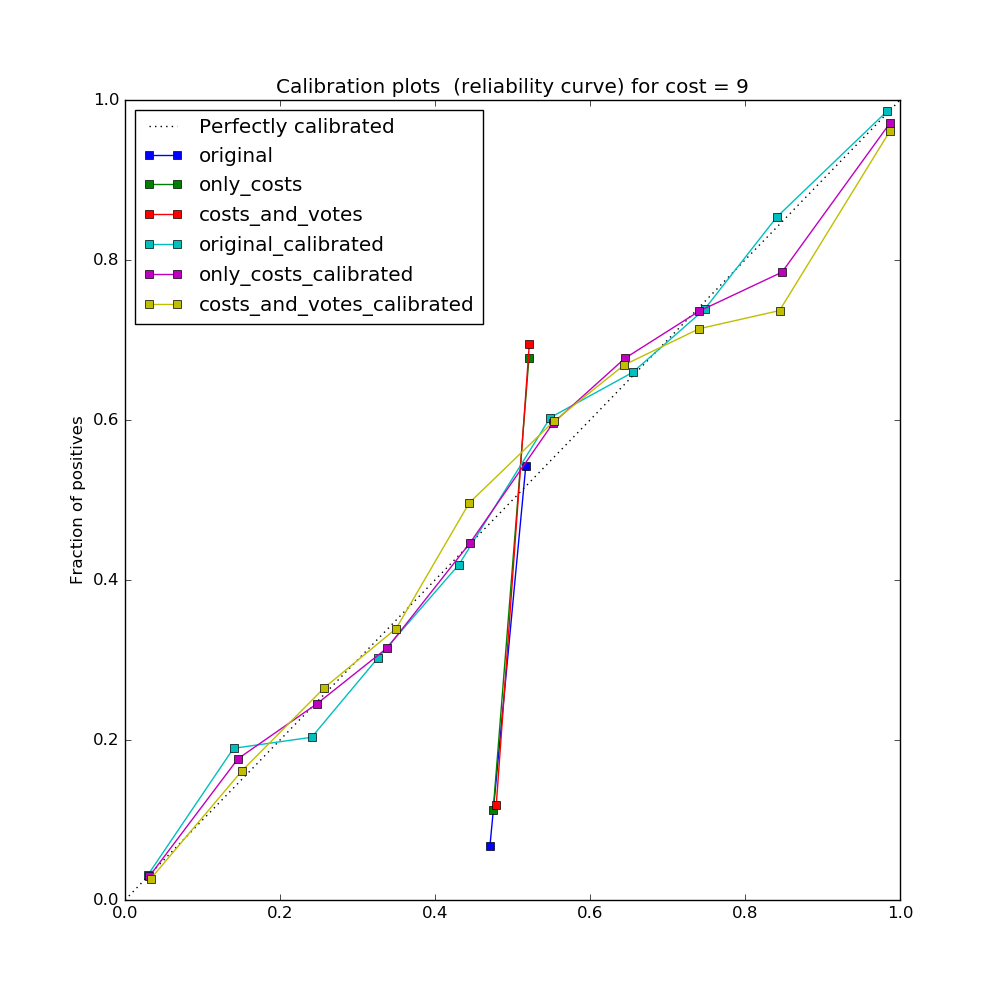 Calibration plots  (reliability curve) for cost = 9
1.0
Perfectly calibrated
original
only_costs
costs_and_votes
original_calibrated
only_costs_calibrated
costs_and_votes_calibrated
0.8
0.6
Fraction of positives
0.4
0.2
0.0
0.0 0.2 0.4 0.6 0.8 1.0